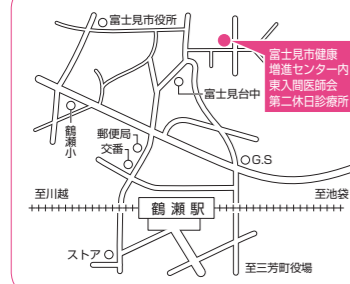 富士見市役所
富士見市健康
増進センター内
東入間医師会
第二休日診療所
富士見台中
鶴瀬小
郵便局
交番
G.S
至川越
至池袋
鶴瀬駅
ストア
至三芳町役場